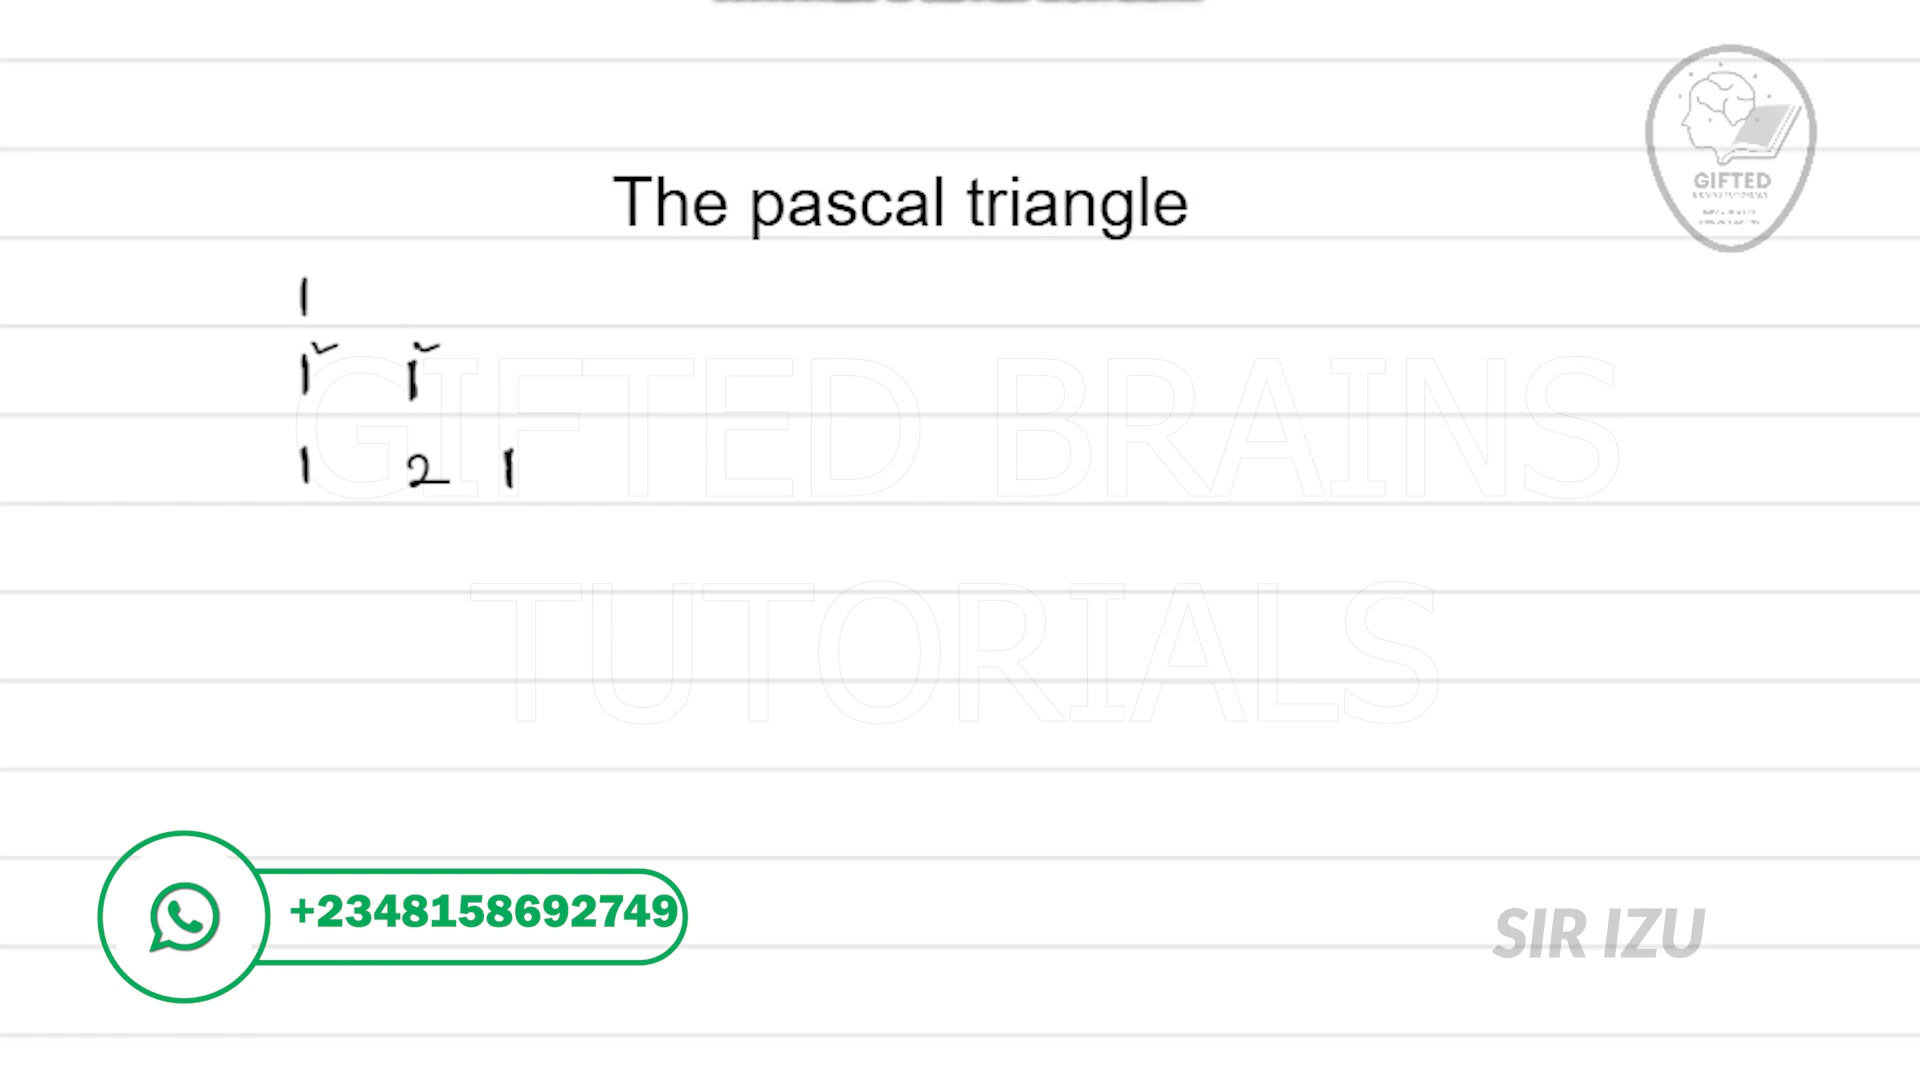 The pascal triangle
GIFTED
1
1 1
1 2 1
GIFTED BRAINS
TUTORIALS
+2348158692749
SIR IZU